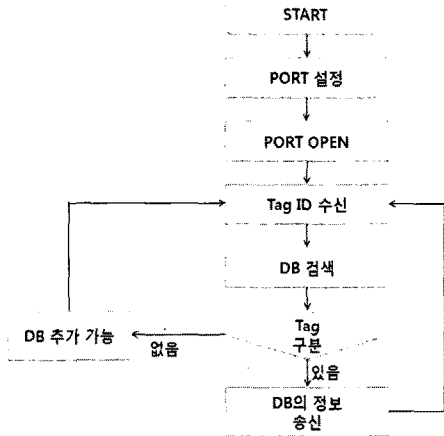 START
PORT 설정
PORT OPEN
Tag ID 수신
DB 검색
Tag
구분
DB 추가 가능
없음
있음
DB의 정보
송신